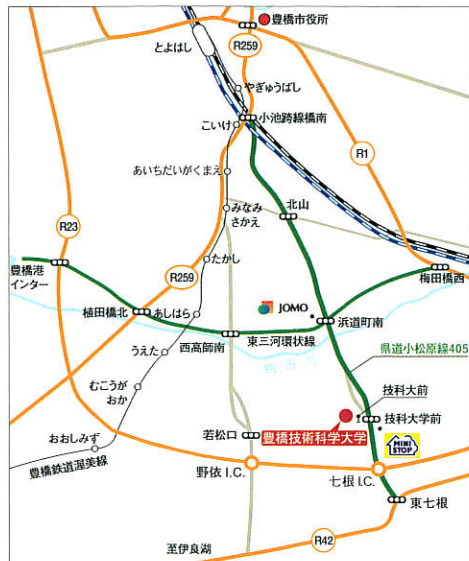 豊橋市役所
とよはし
R259
やぎゅうばし
こいけ
小池跨線橋南
R1
あいちだいがくまえ
北山
みなみ
さかえ
R23
豊橋港
インター
たかし
R259
梅田橋西
植田橋北
あしはら
JOMO
浜道町南
西高師南
東三河環状線
梅田川
うえた
県道小松原線405
むこうが
おか
技科大前
豊橋技術科学大学
技科大学前
若松口
MINI
STOP
おおしみず
豊橋鉄道渥美線
野依 I.C.
七根 I.C.
東七根
R42
至伊良湖